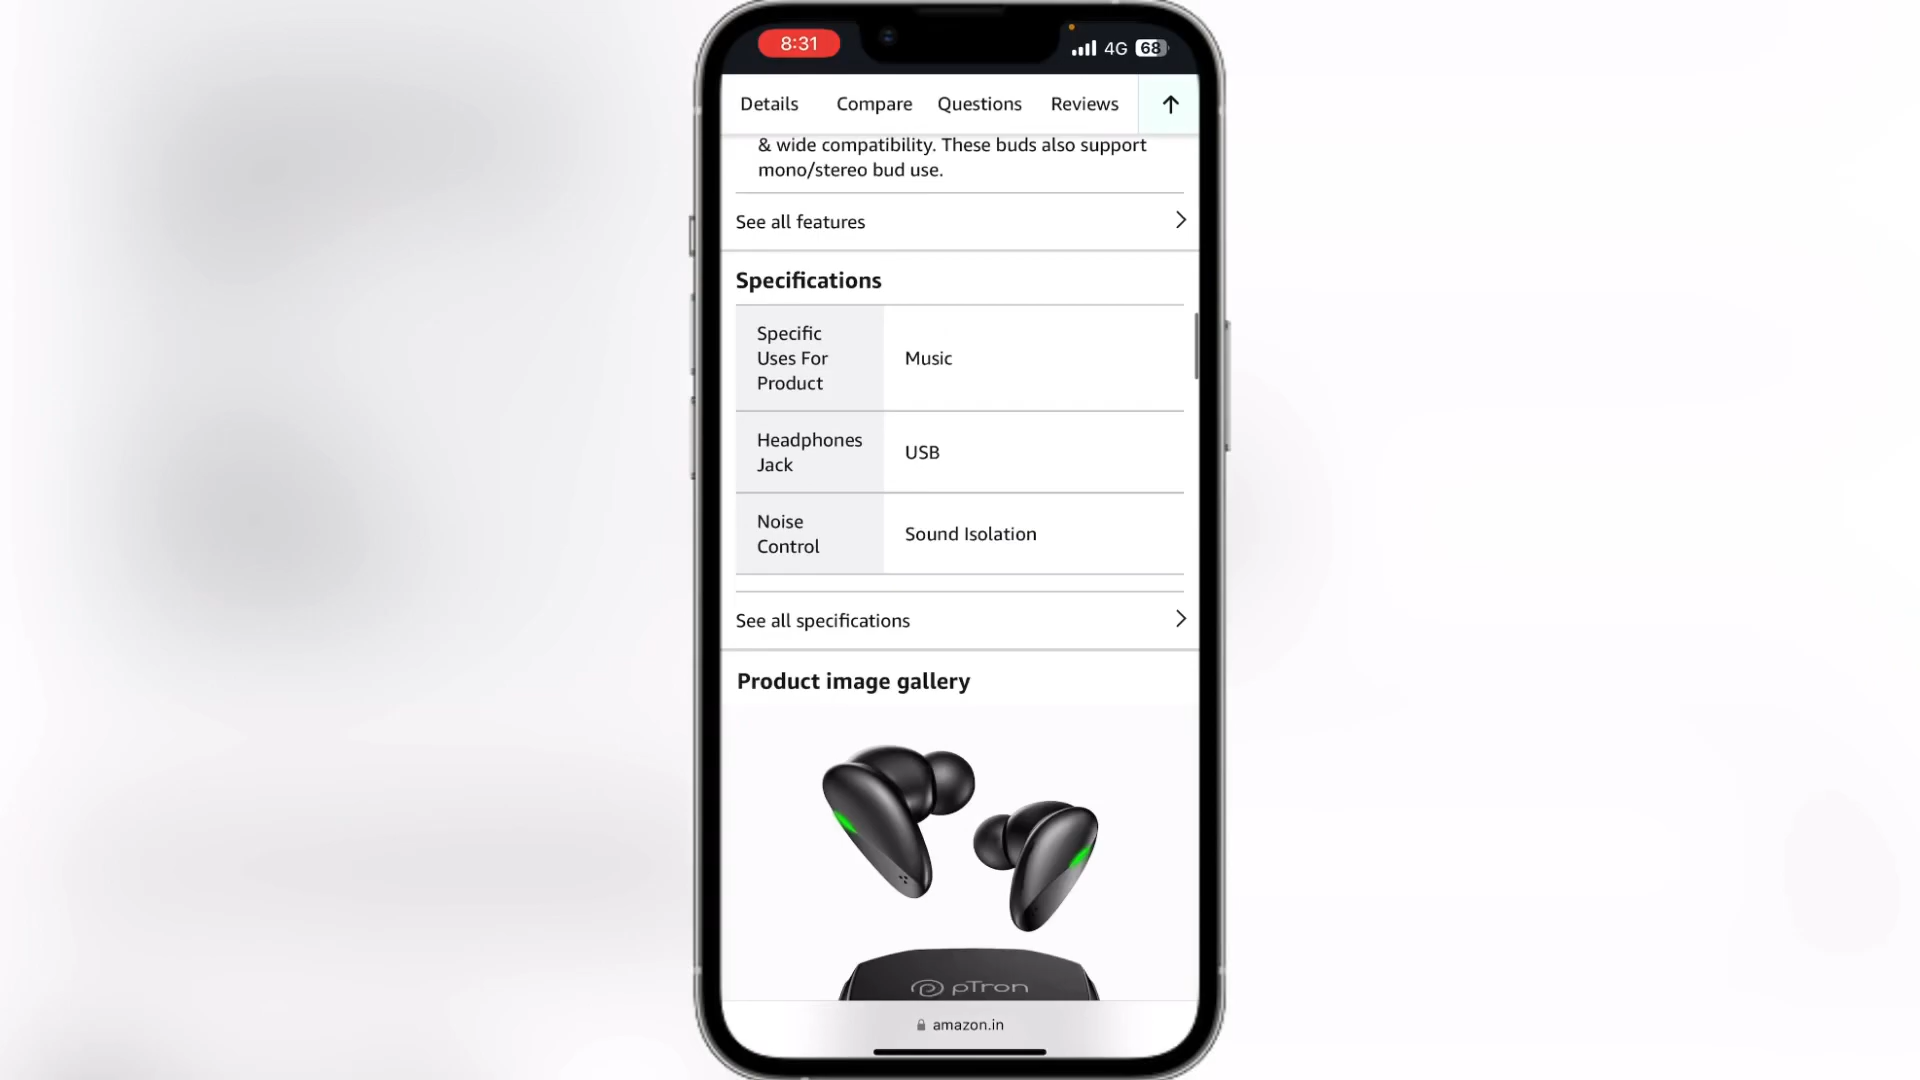 8:31
4G 68
Details Compare Questions Reviews
& wide compatibility. These buds also support
mono/stereo bud use.
See all features
Specifications
Specific
Uses For
Product
Music
Headphones
Jack
USB
Noise
Control
Sound Isolation
See all specifications
Product image gallery
pTron
amazon.in